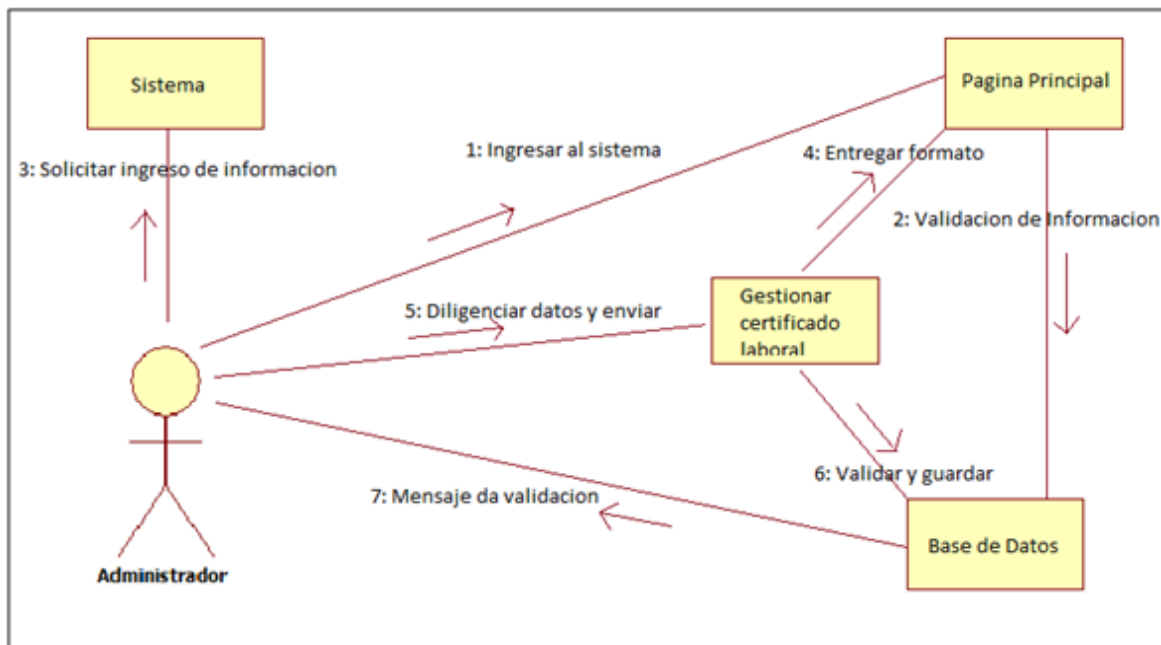 Sistema
Pagina Principal
1: Ingresar al sistema
4: Entregar formato
3: Solicitar ingreso de informacion
2: Validacion de Informacion
Gestionar
certificado
laboral
5: Diligenciar datos y enviar
6: Validar y guardar
7: Mensaje da validacion
Base de Datos
Administrador